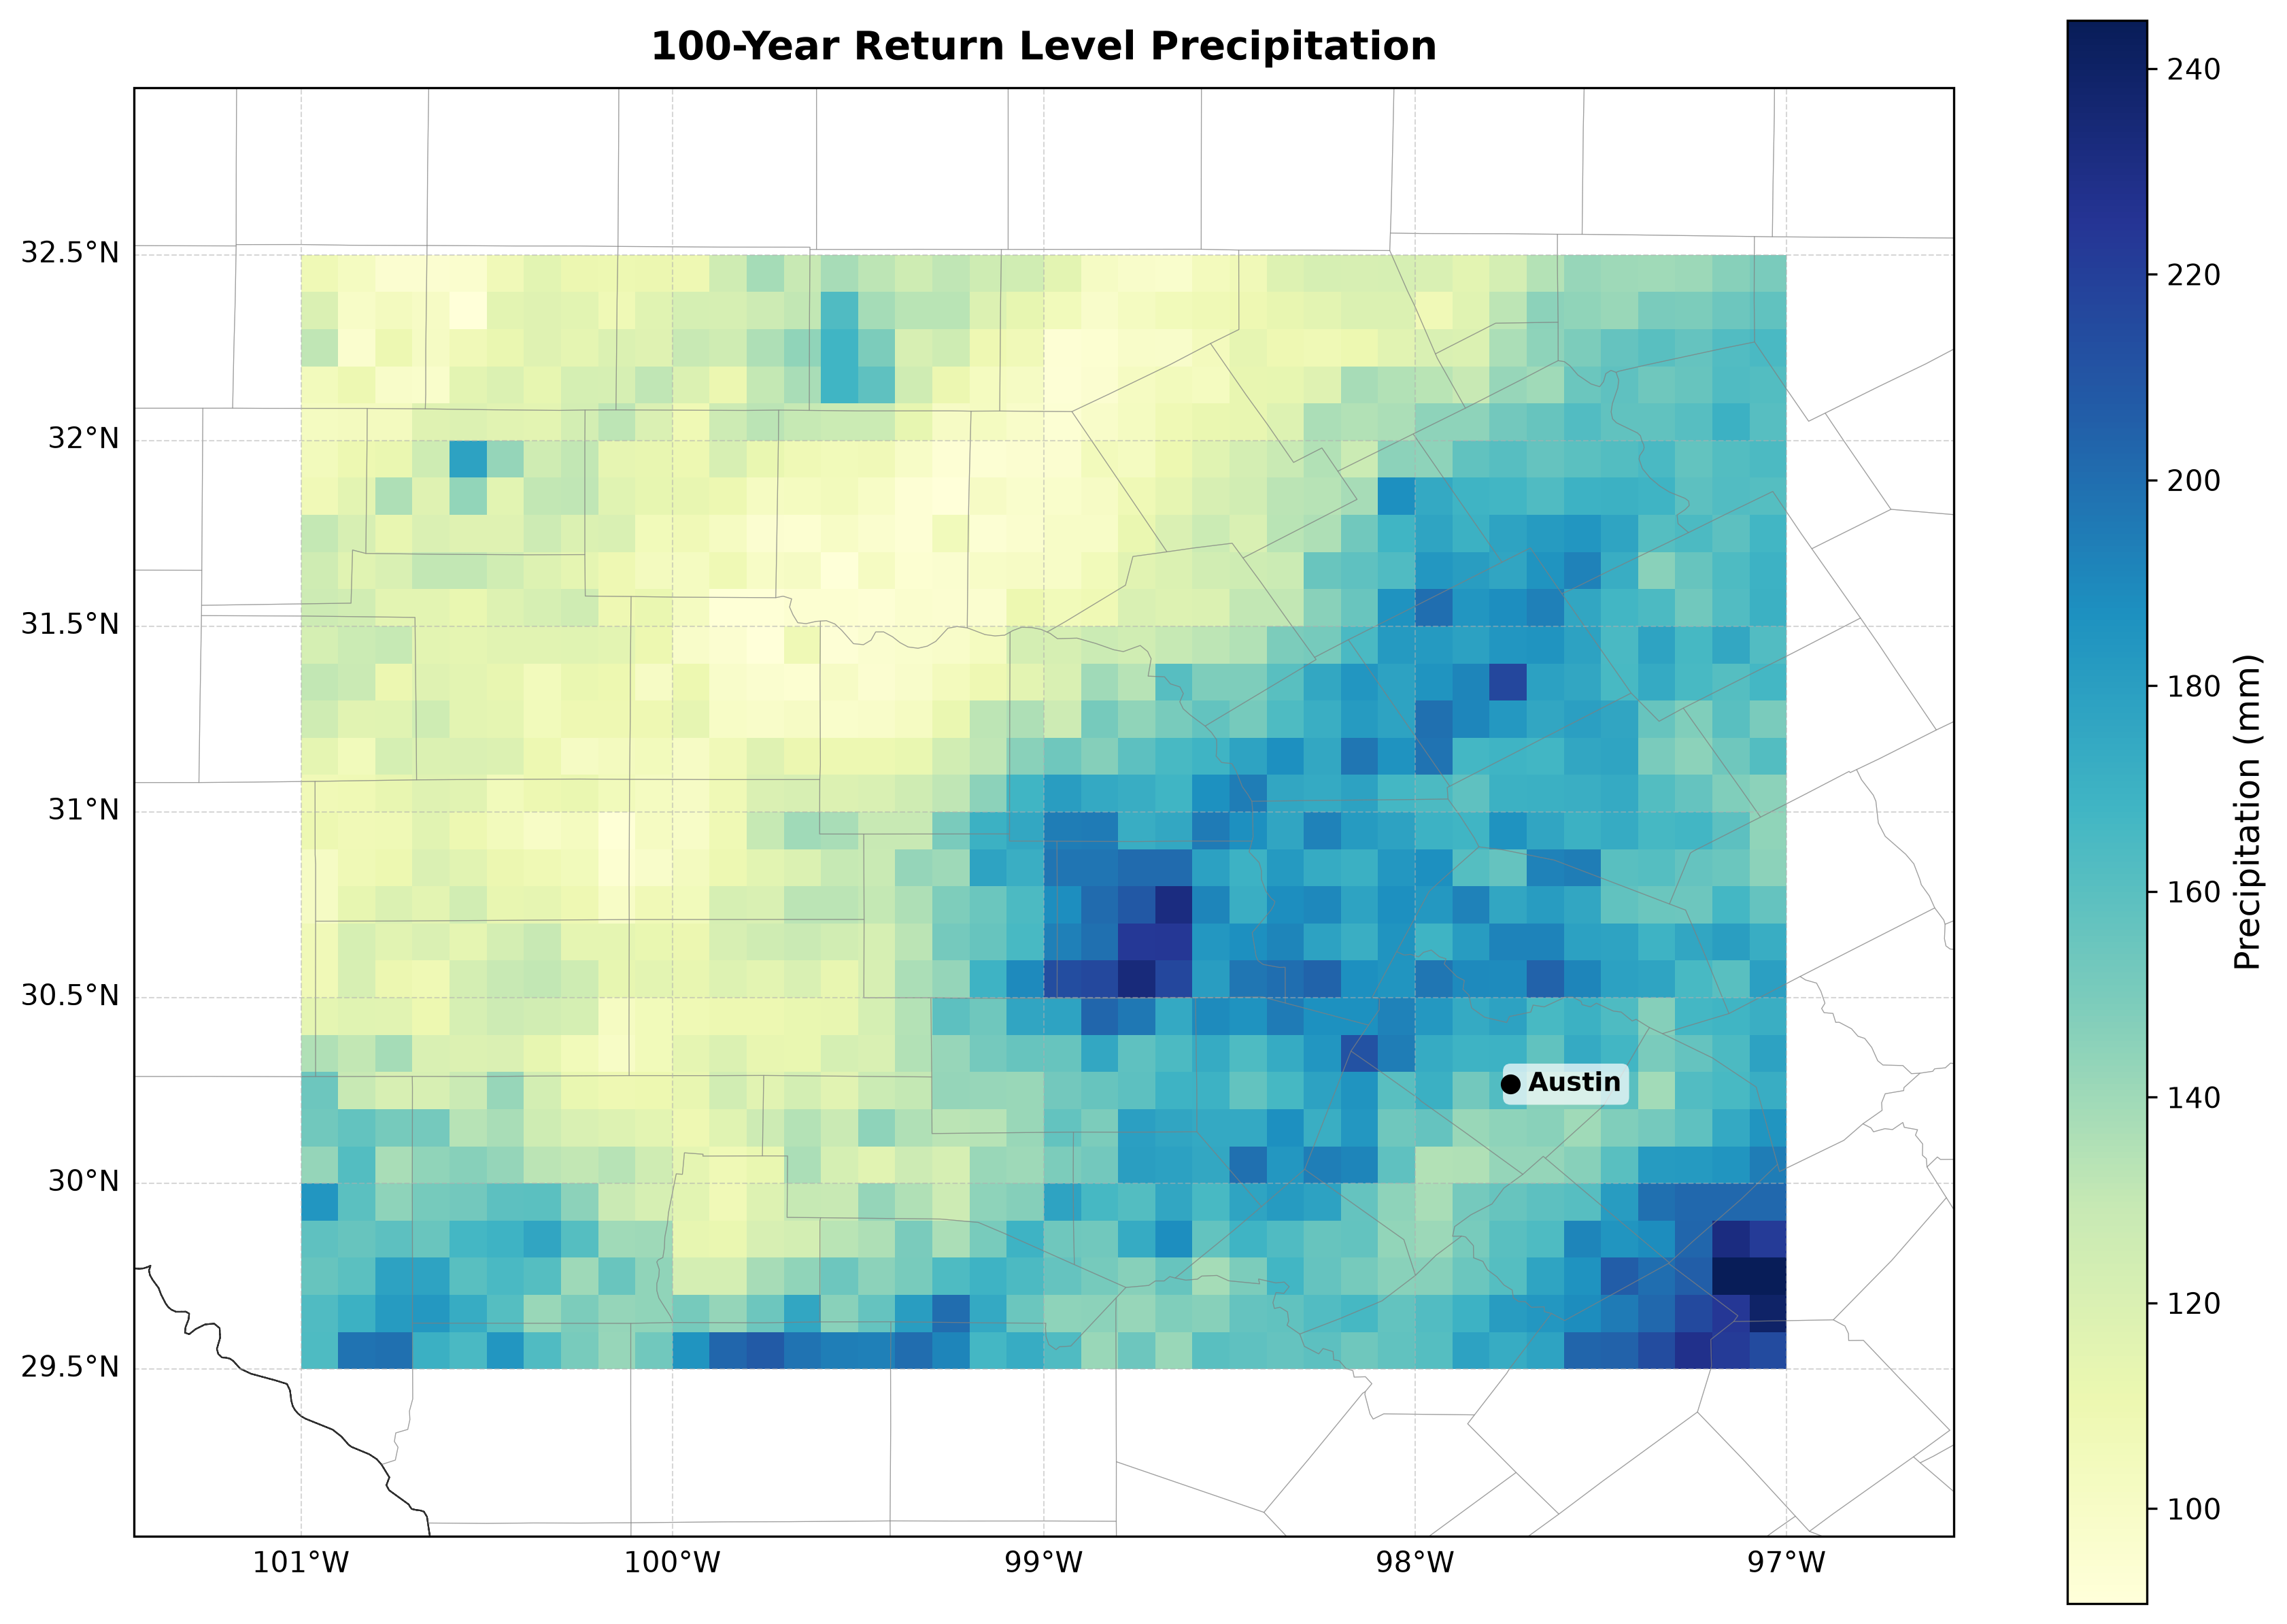 100-Year Return Level Precipitation
32.5°N
32°N
31.5°N
31°N
30.5°N
30°N
29.5°N
101°W
100°W
99°W
98°W
97°W
Austin
240
220
200
180
160
140
120
100
Precipitation (mm)